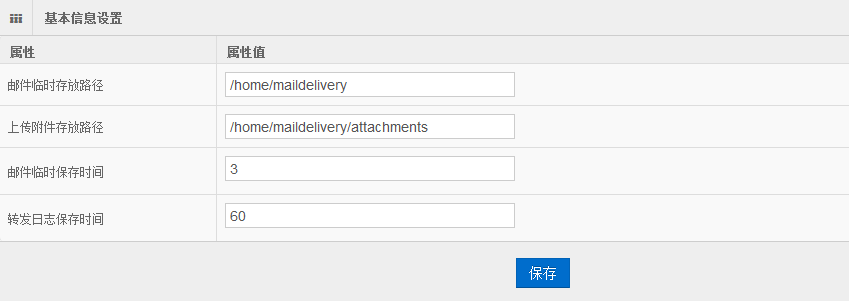 基本信息设置
属性 属性值
邮件临时存放路径 /home/maildelivery
上传附件存放路径 /home/maildelivery/attachments
邮件临时保存时间 3
转发日志保存时间 60
保存